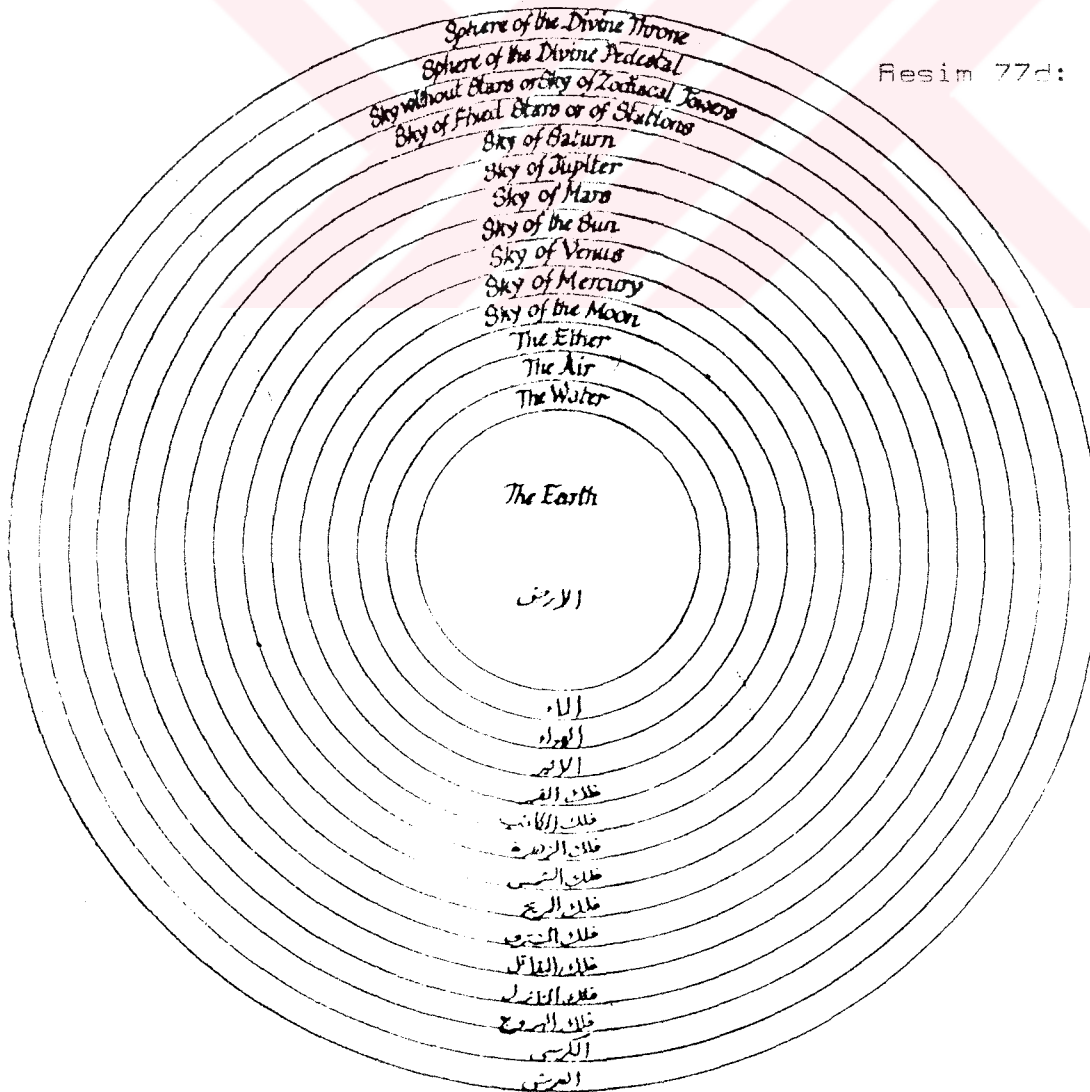 Resim 77d:
Sphere of the Divine Throne
Sphere of the Divine Pedestal
Sky without Stars or Sky of Zodiacal Towers
Sky of Fixed Stars or of Stations
Sky of Saturn
Sky of Jupiter
Sky of Mars
Sky of the Sun
Sky of Venus
Sky of Mercury
Sky of the Moon
The Ether
The Air
The Water
The Earth
الارض
الماء
الهواء
الاثير
فلك القمر
فلك الكاتب
فلك الزهرة
فلك الشمس
فلك المريخ
فلك المشترى
فلك المقاتل
فلك المنازل
فلك البروج
الكرسى
العرش